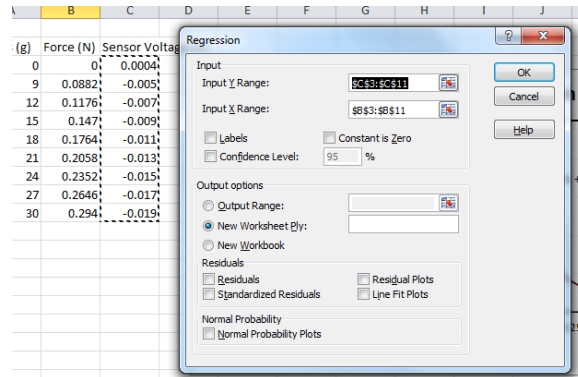 B C D E F G H I J
(g) Force (N) Sensor Voltag
0 0 0.0004
9 0.0882 -0.005
12 0.1176 -0.007
15 0.147 -0.009
18 0.1764 -0.011
21 0.2058 -0.013
24 0.2352 -0.015
27 0.2646 -0.017
30 0.294 -0.019
Regression
?
Input
Input Y Range: $C$3:$C$11
Input X Range: $B$3:$B$11
Labels Constant is Zero
Confidence Level: 95 %
Output options
Output Range:
New Worksheet Ply:
New Workbook
Residuals
Residuals Residual Plots
Standardized Residuals Line Fit Plots
Normal Probability
Normal Probability Plots
OK
Cancel
Help